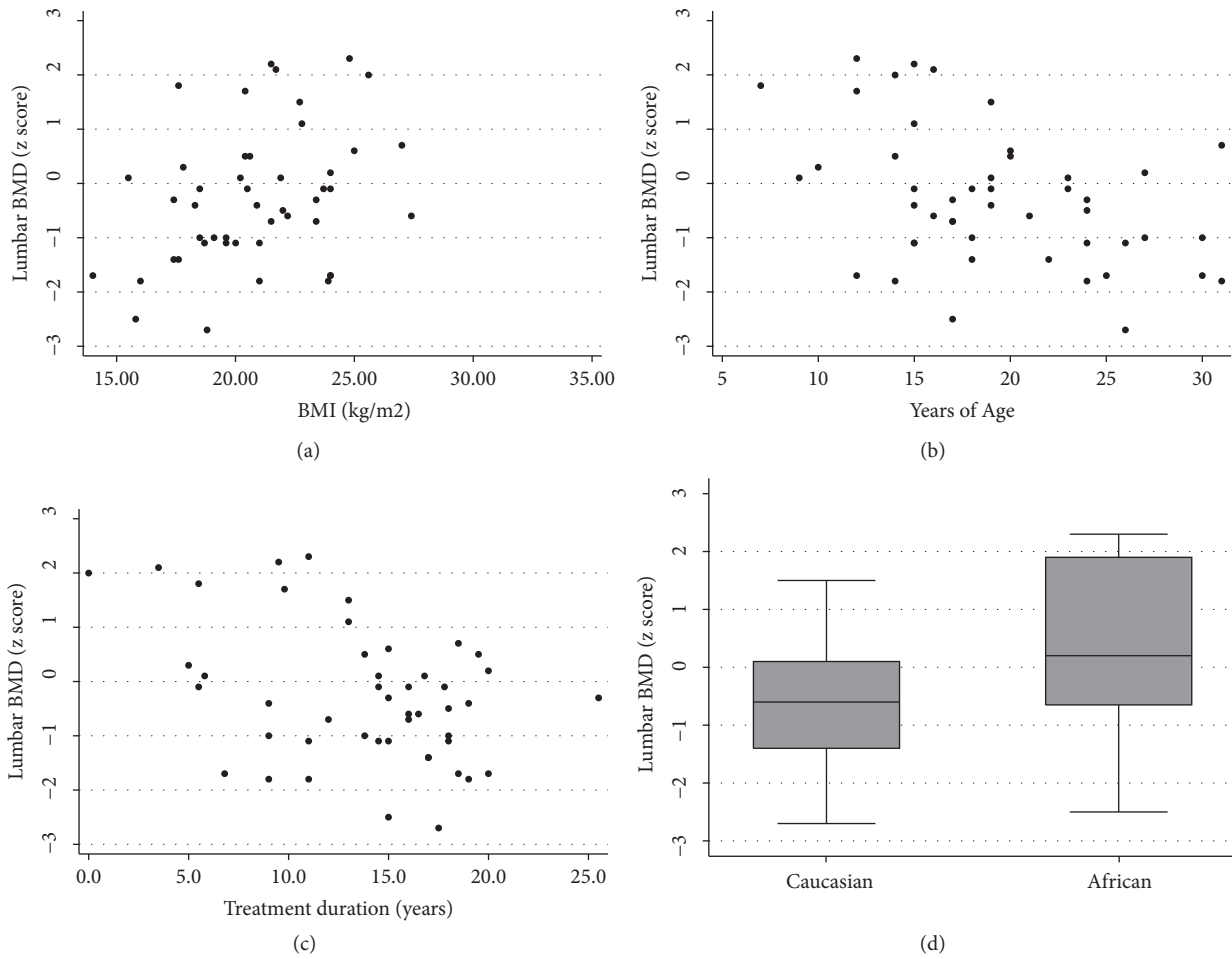 3
2
1
0
−1
−2
−3
Lumbar BMD (z score)
15.00 20.00 25.00 30.00 35.00
BMI (kg/m2)
(a)
3
2
1
0
−1
−2
−3
Lumbar BMD (z score)
5 10 15 20 25 30
Years of Age
(b)
3
2
1
0
−1
−2
−3
Lumbar BMD (z score)
0.0 5.0 10.0 15.0 20.0 25.0
Treatment duration (years)
(c)
3
2
1
0
−1
−2
−3
Lumbar BMD (z score)
Caucasian African
(d)